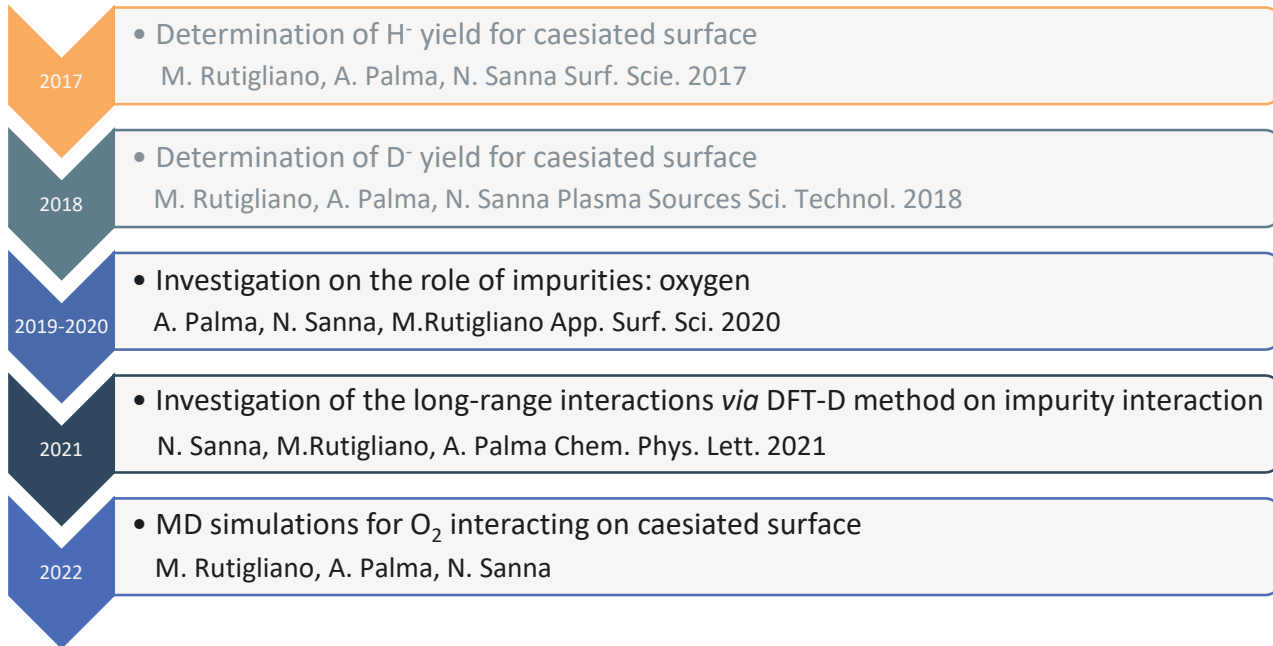 2017
• Determination of H⁻ yield for caesiated surface
M. Rutigliano, A. Palma, N. Sanna Surf. Scie. 2017
2018
• Determination of D⁻ yield for caesiated surface
M. Rutigliano, A. Palma, N. Sanna Plasma Sources Sci. Technol. 2018
2019-2020
• Investigation on the role of impurities: oxygen
A. Palma, N. Sanna, M.Rutigliano App. Surf. Sci. 2020
2021
• Investigation of the long-range interactions via DFT-D method on impurity interaction
N. Sanna, M.Rutigliano, A. Palma Chem. Phys. Lett. 2021
2022
• MD simulations for O₂ interacting on caesiated surface
M. Rutigliano, A. Palma, N. Sanna